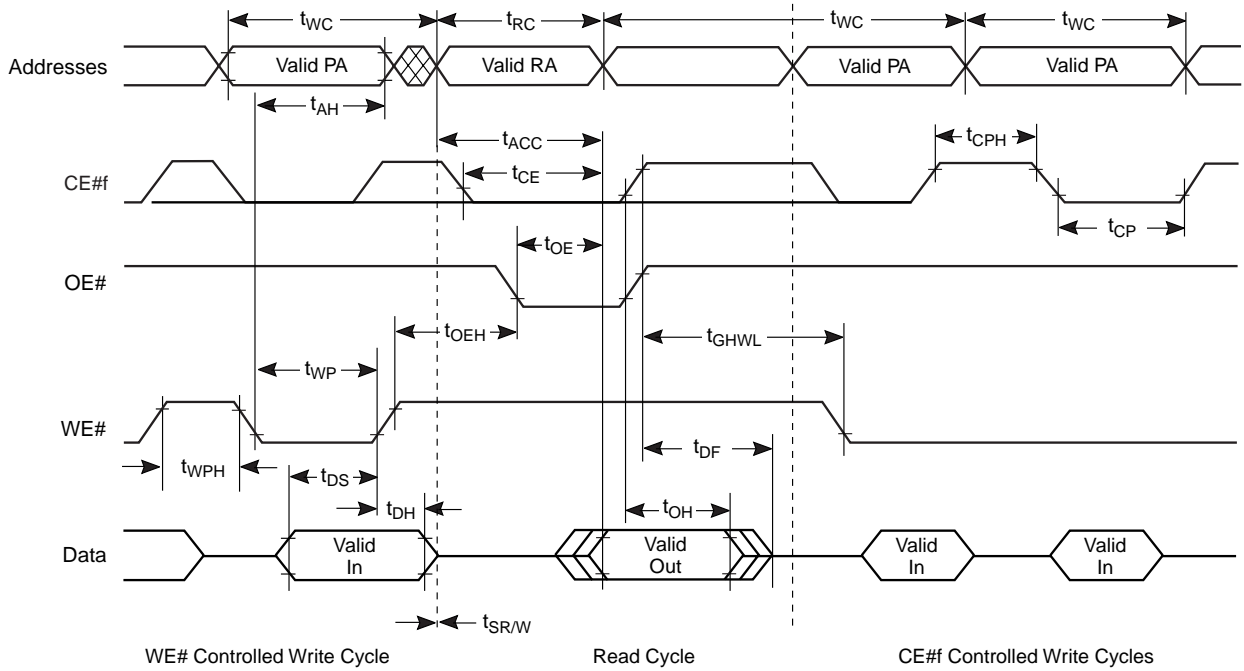 tWC
tRC
tWC
tWC
Addresses
Valid PA
Valid RA
Valid PA
Valid PA
tAH
tACC
tCPH
CE#f
tCE
tCP
tOE
OE#
tOEH
tGHWL
tWP
WE#
tDF
tWPH
tDS
tDH
tOH
Data
Valid
In
Valid
Out
Valid
In
Valid
In
tSR/W
WE# Controlled Write Cycle
Read Cycle
CE#f Controlled Write Cycles